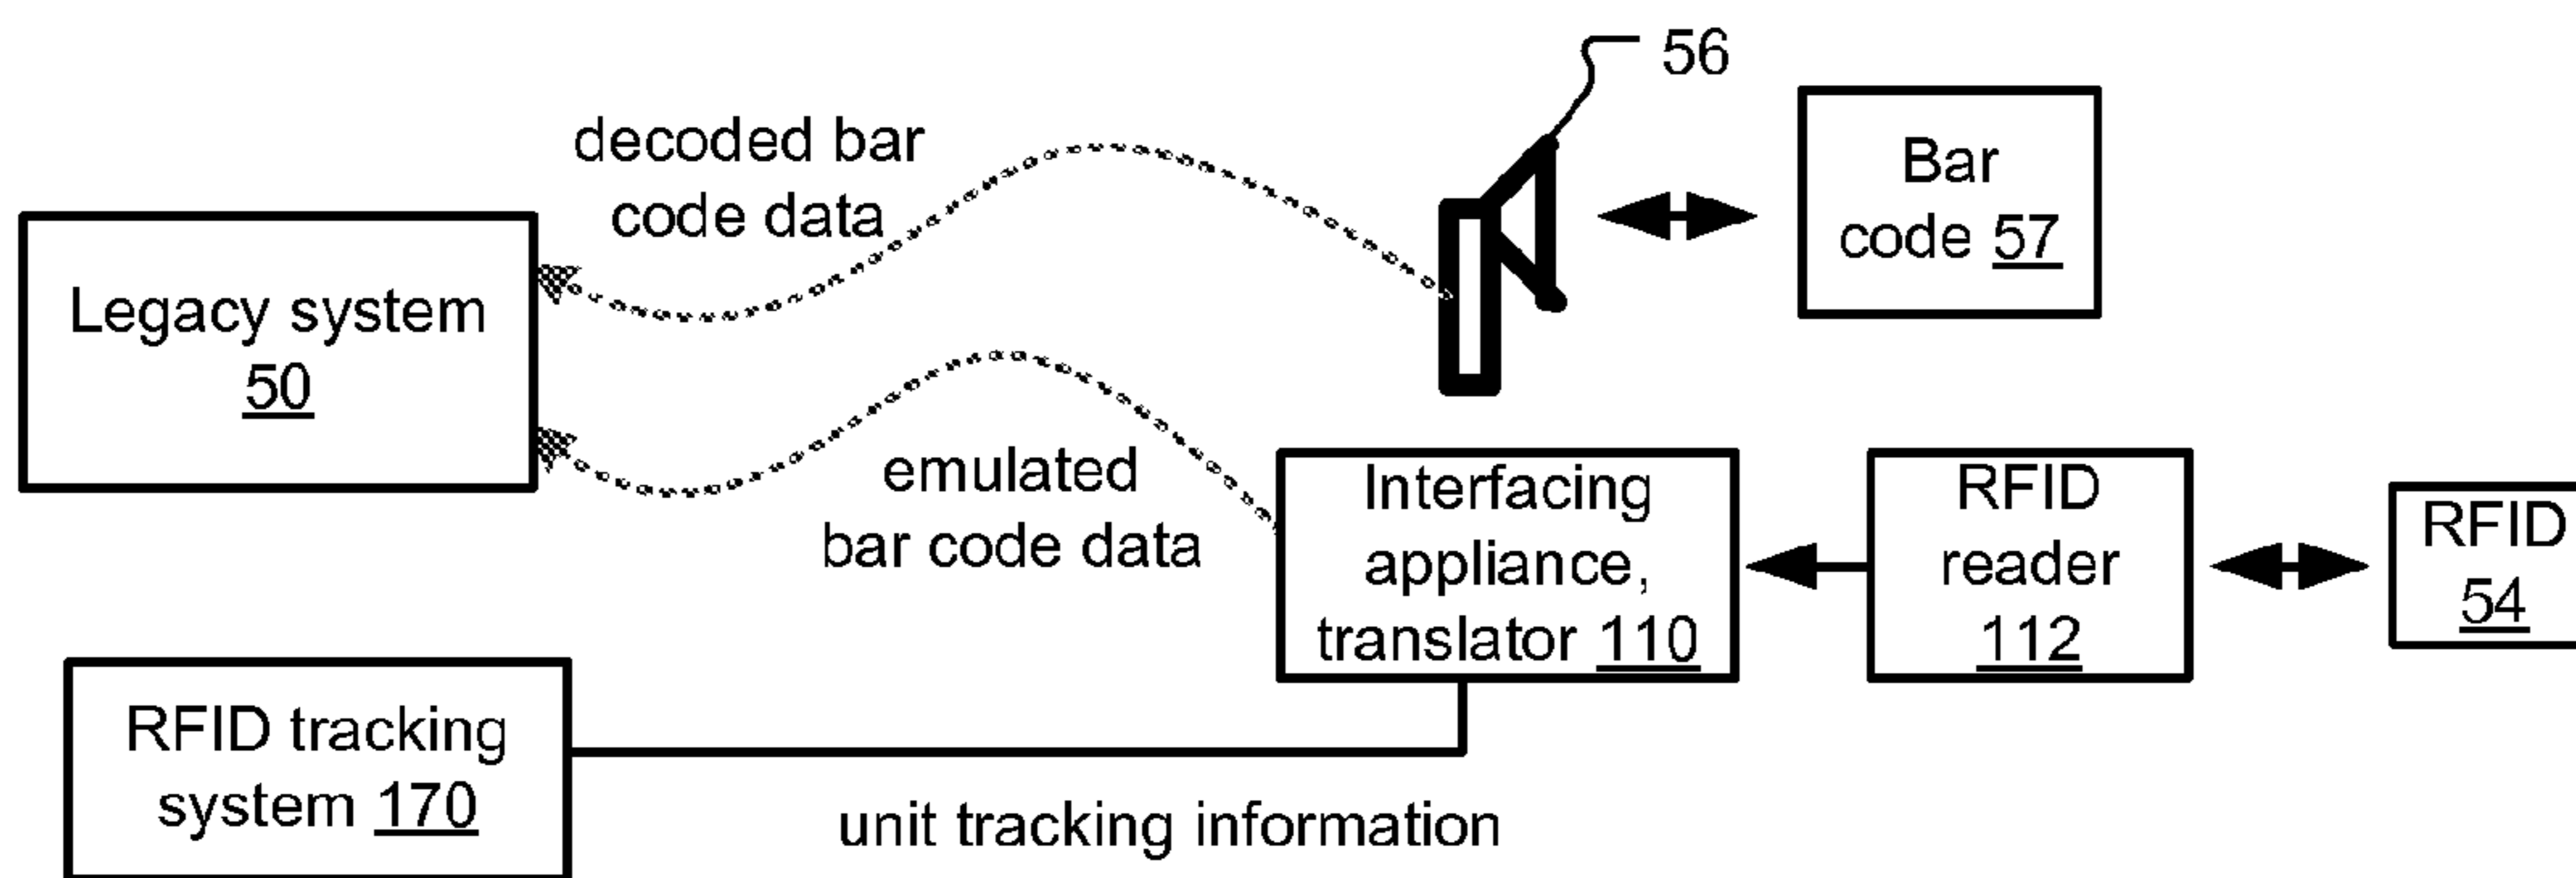 56
decoded bar
code data
Bar
code 57
Legacy system
50
emulated
bar code data
Interfacing
appliance,
translator 110
RFID
reader
112
RFID
54
RFID tracking
system 170
unit tracking information